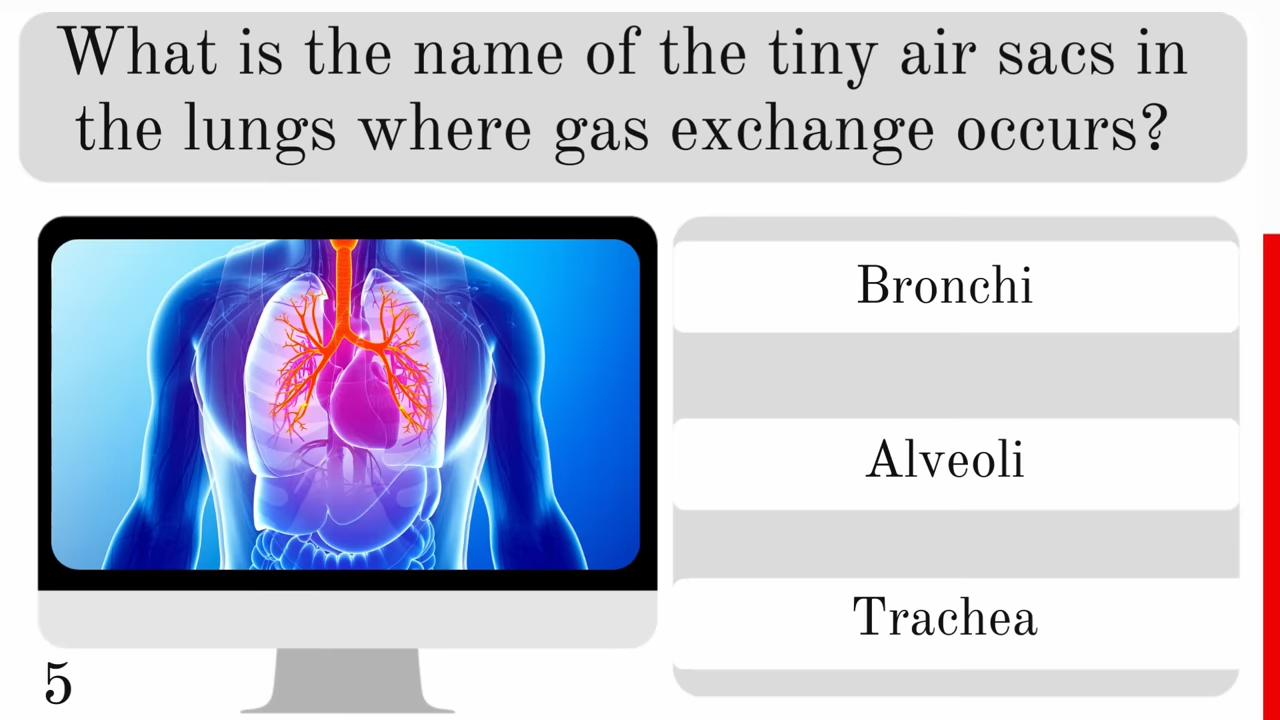 What is the name of the tiny air sacs in
the lungs where gas exchange occurs?
Bronchi
Alveoli
Trachea
5